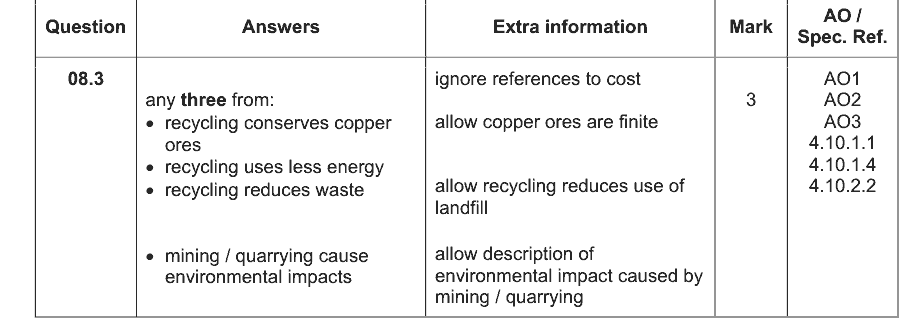 Question Answers Extra information Mark AO /
Spec. Ref.
08.3 ignore references to cost AO1
any three from: 3 AO2
• recycling conserves copper allow copper ores are finite AO3
ores 4.10.1.1
• recycling uses less energy 4.10.1.4
• recycling reduces waste allow recycling reduces use of 4.10.2.2
landfill
• mining / quarrying cause allow description of
environmental impacts environmental impact caused by
mining / quarrying